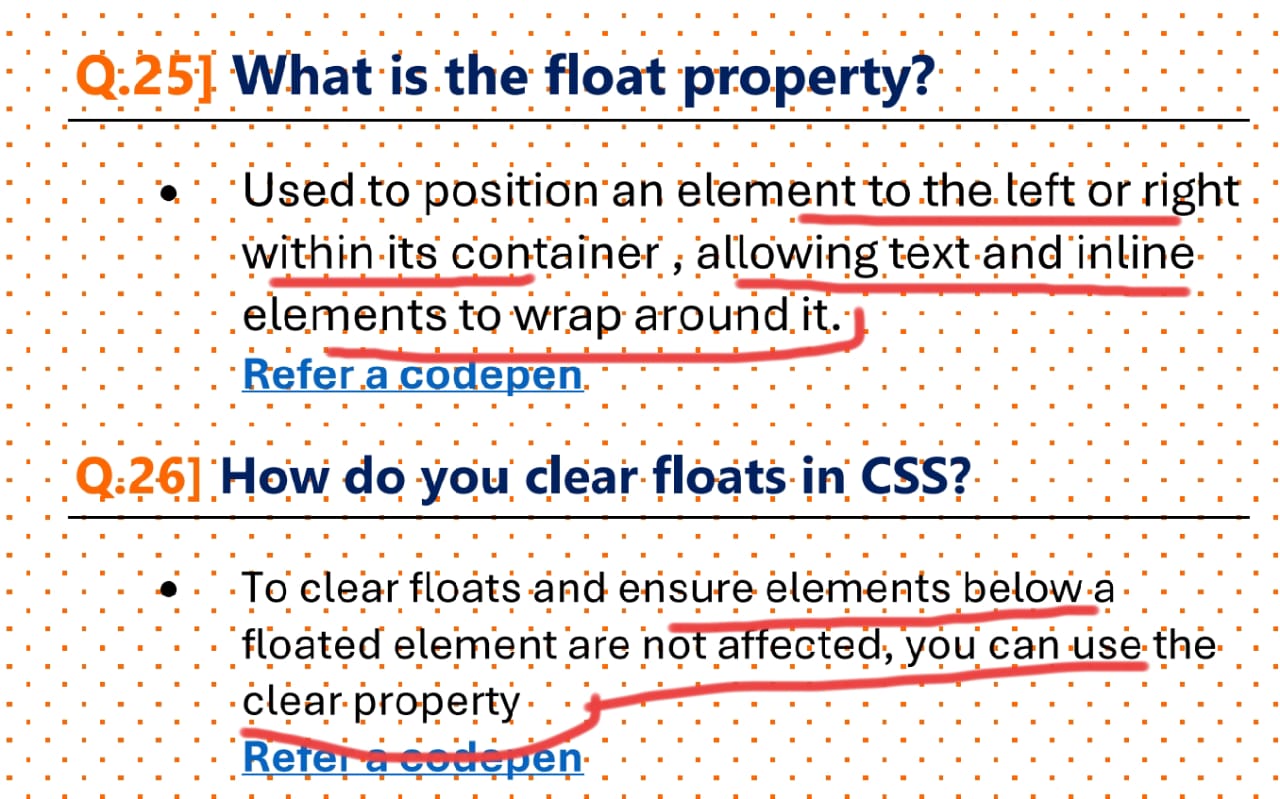 Q.25] What is the float property?
• Used to position an element to the left or right
within its container , allowing text and inline
elements to wrap around it.
Refer a codepen
Q.26] How do you clear floats in CSS?
• To clear floats and ensure elements below a
floated element are not affected, you can use the
clear property
Refer a codepen